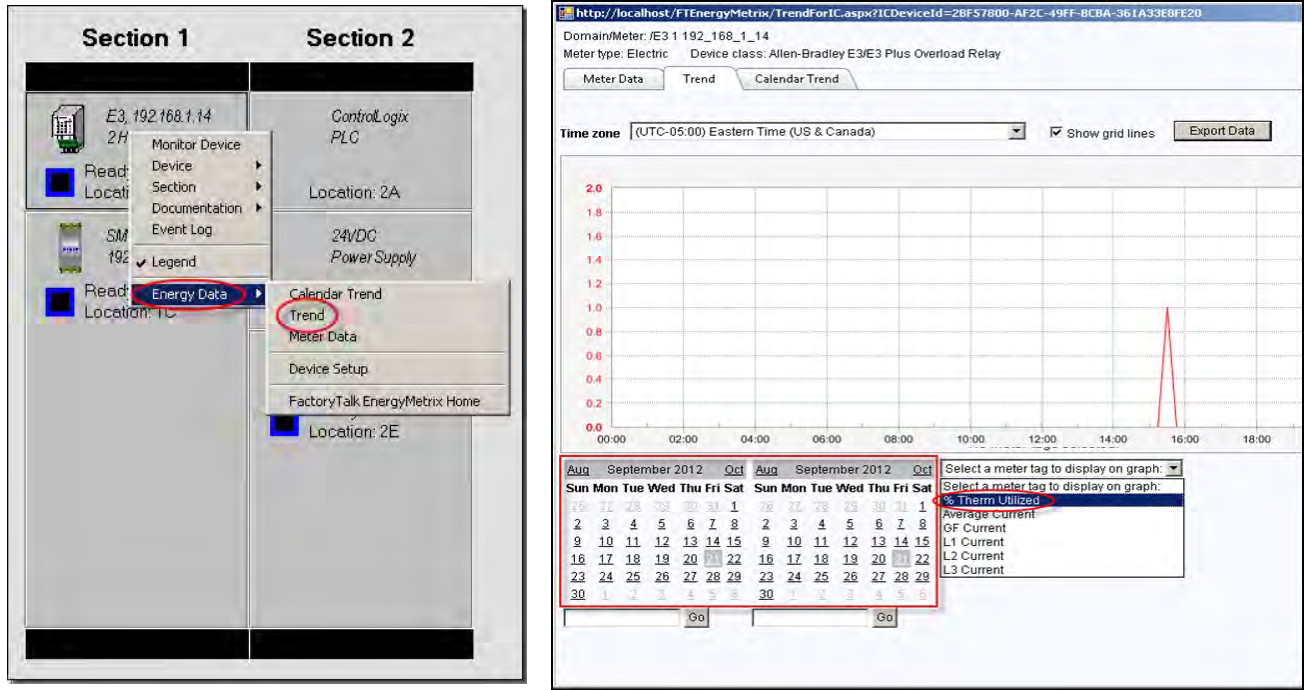 Section 1
Section 2
E3, 192.168.1.14
2 H
Read
Locati
ControlLogix
PLC
Location: 2A
Monitor Device
Device
Section
Documentation
Event Log
Legend
Energy Data
SM
192
Read
Location: 1C
24VDC
Power Supply
Calendar Trend
Trend
Meter Data
Device Setup
FactoryTalk EnergyMetrix Home
Location: 2E
http://localhost/FTEnergyMetrix/TrendForIC.aspx?ICDeviceId=2BF57800-AF2C-49FF-BCBA-361A33E8FE20
Domain/Meter: /E3 1 192_168_1_14
Meter type: Electric Device class: Allen-Bradley E3/E3 Plus Overload Relay
Meter Data Trend Calendar Trend
Time zone (UTC-05:00) Eastern Time (US & Canada) Show grid lines Export Data
2.0
1.8
1.6
1.4
1.2
1.0
0.8
0.6
0.4
0.2
0.0
00:00 02:00 04:00 06:00 08:00 10:00 12:00 14:00 16:00 18:00
Aug September 2012 Oct Aug September 2012 Oct
Sun Mon Tue Wed Thu Fri Sat Sun Mon Tue Wed Thu Fri Sat
26 27 28 29 30 31 1 26 27 28 29 30 31 1
2 3 4 5 6 7 8 2 3 4 5 6 7 8
9 10 11 12 13 14 15 9 10 11 12 13 14 15
16 17 18 19 20 21 22 16 17 18 19 20 21 22
23 24 25 26 27 28 29 23 24 25 26 27 28 29
30 1 2 3 4 5 6 30 1 2 3 4 5 6
Go Go
Select a meter tag to display on graph:
Select a meter tag to display on graph:
% Therm Utilized
Average Current
GF Current
L1 Current
L2 Current
L3 Current